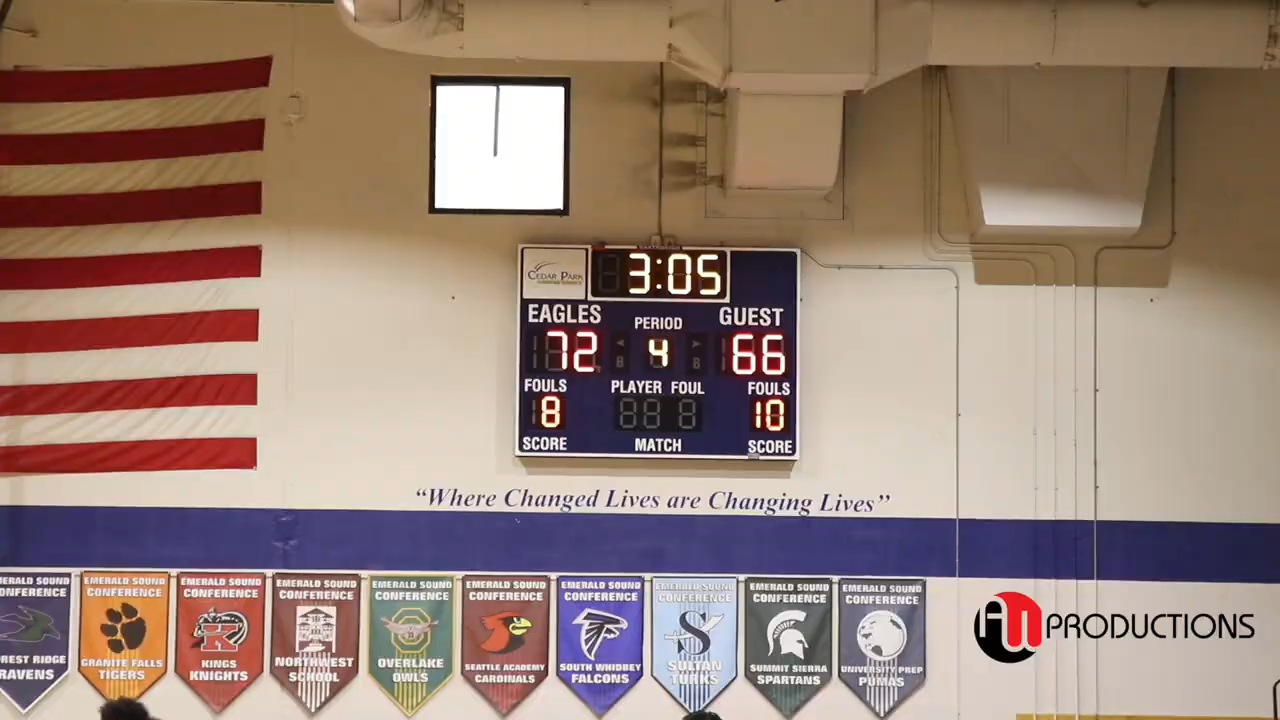 CEDAR PARK
3:05
EAGLES
PERIOD
GUEST
72
4
66
B
B
FOULS
PLAYER FOUL
FOULS
8
10
SCORE
MATCH
SCORE
“Where Changed Lives are Changing Lives”
EMERALD SOUND
CONFERENCE
REST RIDGE
RAVENS
EMERALD SOUND
CONFERENCE
GRANITE FALLS
TIGERS
EMERALD SOUND
CONFERENCE
K
KINGS
KNIGHTS
EMERALD SOUND
CONFERENCE
NORTHWEST
SCHOOL
EMERALD SOUND
CONFERENCE
OVERLAKE
OWLS
EMERALD SOUND
CONFERENCE
SEATTLE ACADEMY
CARDINALS
EMERALD SOUND
CONFERENCE
SOUTH WHIDBEY
FALCONS
EMERALD SOUND
CONFERENCE
S
SULTAN
TURKS
EMERALD SOUND
CONFERENCE
SUMMIT SIERRA
SPARTANS
EMERALD SOUND
CONFERENCE
UNIVERSITY PREP
PUMAS
PRODUCTIONS